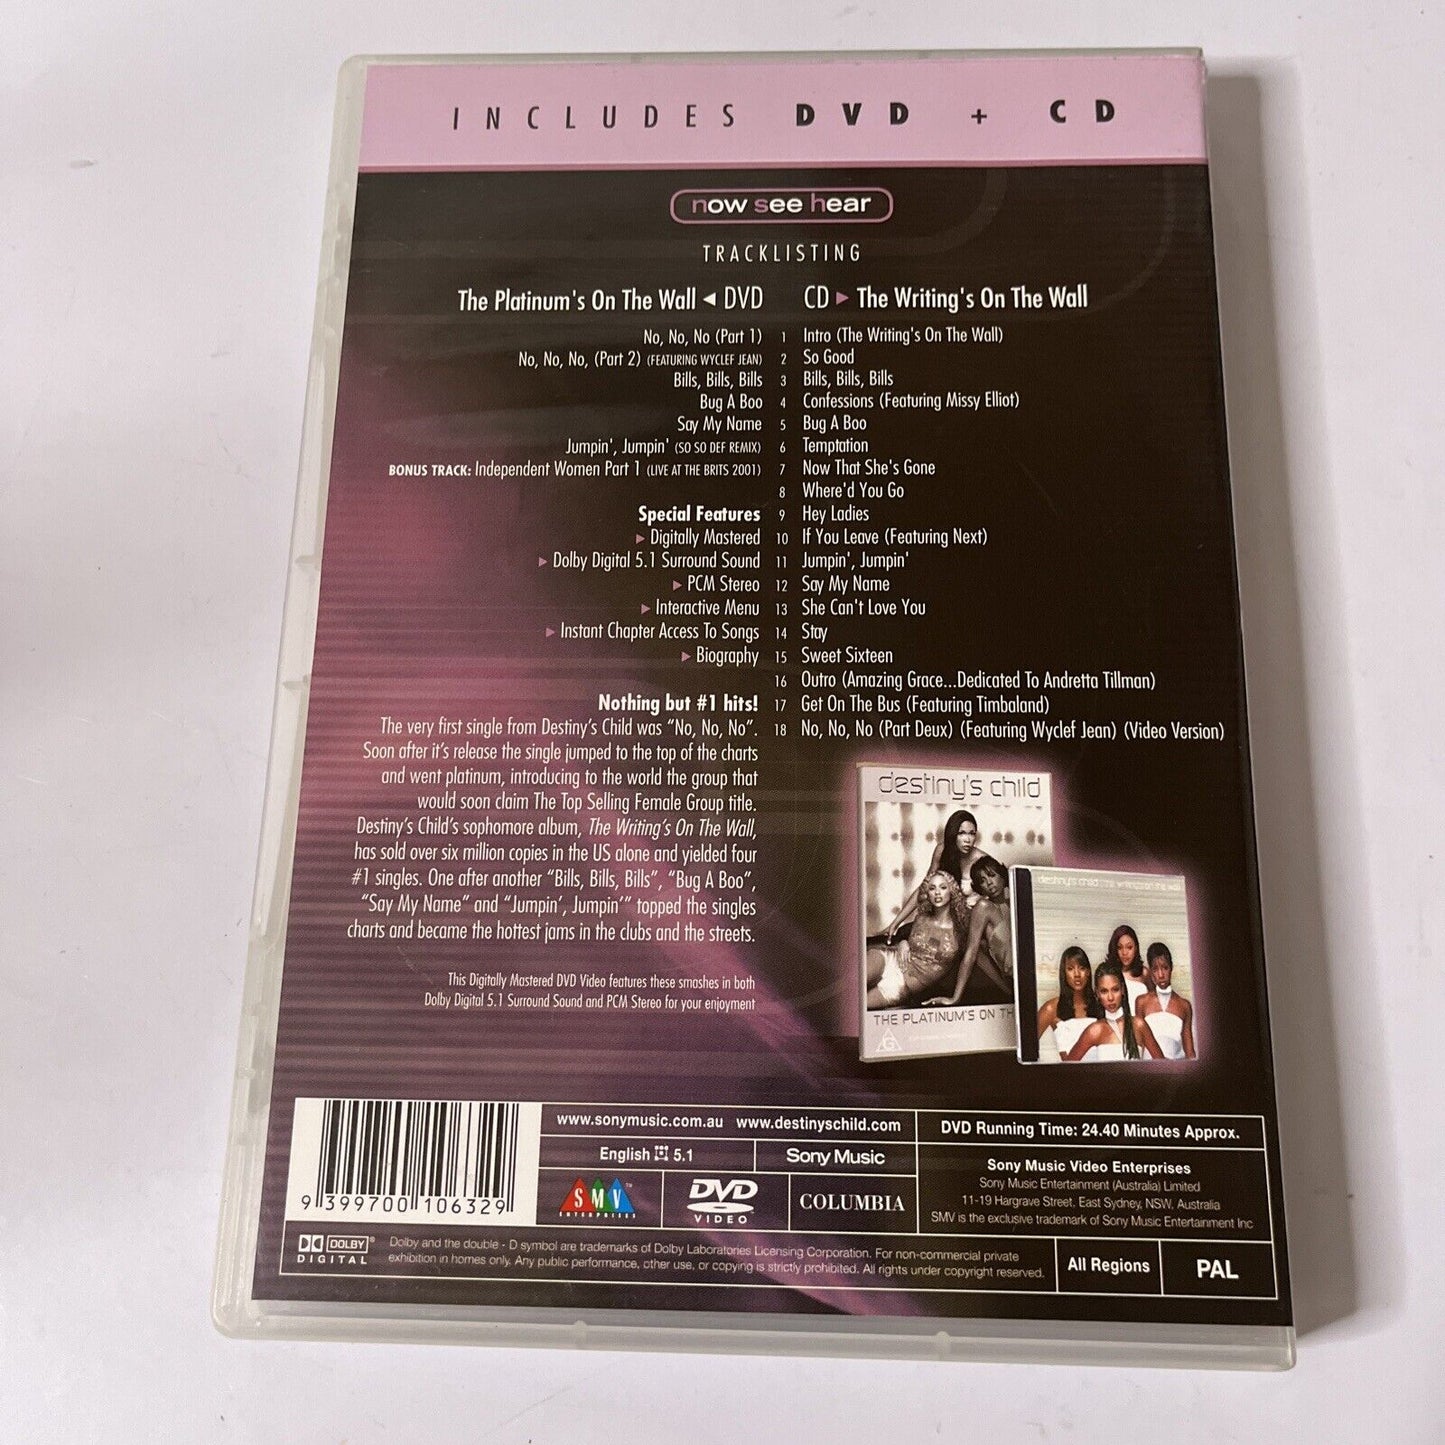 INCLUDES DVD + CD
now see hear
TRACKLISTING
The Platinum's On The Wall ◄ DVD
No, No, No (Part 1)
No, No, No, (Part 2) (FEATURING WYCLEF JEAN)
Bills, Bills, Bills
Bug A Boo
Say My Name
Jumpin', Jumpin' (SO SO DEF REMIX)
BONUS TRACK: Independent Women Part 1 (LIVE AT THE BRITS 2001)
Special Features
► Digitally Mastered
► Dolby Digital 5.1 Surround Sound
► PCM Stereo
► Interactive Menu
► Instant Chapter Access To Songs
► Biography
Nothing but #1 hits!
The very first single from Destiny's Child was "No, No, No".
Soon after it's release the single jumped to the top of the charts
and went platinum, introducing to the world the group that
would soon claim The Top Selling Female Group title.
Destiny's Child's sophomore album, The Writing's On The Wall,
has sold over six million copies in the US alone and yielded four
#1 singles. One after another "Bills, Bills, Bills", "Bug A Boo",
"Say My Name" and "Jumpin', Jumpin'" topped the singles
charts and became the hottest jams in the clubs and the streets.
This Digitally Mastered DVD Video features these smashes in both
Dolby Digital 5.1 Surround Sound and PCM Stereo for your enjoyment
CD ► The Writing's On The Wall
1 Intro (The Writing's On The Wall)
2 So Good
3 Bills, Bills, Bills
4 Confessions (Featuring Missy Elliot)
5 Bug A Boo
6 Temptation
7 Now That She's Gone
8 Where'd You Go
9 Hey Ladies
10 If You Leave (Featuring Next)
11 Jumpin', Jumpin'
12 Say My Name
13 She Can't Love You
14 Stay
15 Sweet Sixteen
16 Outro (Amazing Grace...Dedicated To Andretta Tillman)
17 Get On The Bus (Featuring Timbaland)
18 No, No, No (Part Deux) (Featuring Wyclef Jean) (Video Version)
destiny's child
THE PLATINUM'S ON TH
G
destiny's child the writing's on the wall
9 399700 106329
www.sonymusic.com.au www.destinyschild.com
English 5.1
Sony Music
SMV
ENTERPRISES
DVD
VIDEO
COLUMBIA
DVD Running Time: 24.40 Minutes Approx.
Sony Music Video Enterprises
Sony Music Entertainment (Australia) Limited
11-19 Hargrave Street, East Sydney, NSW, Australia
SMV is the exclusive trademark of Sony Music Entertainment Inc
DOLBY
DIGITAL
Dolby and the double - D symbol are trademarks of Dolby Laboratories Licensing Corporation. For non-commercial private
exhibition in homes only. Any public performance, other use, or copying is strictly prohibited. All rights under copyright reserved.
All Regions
PAL